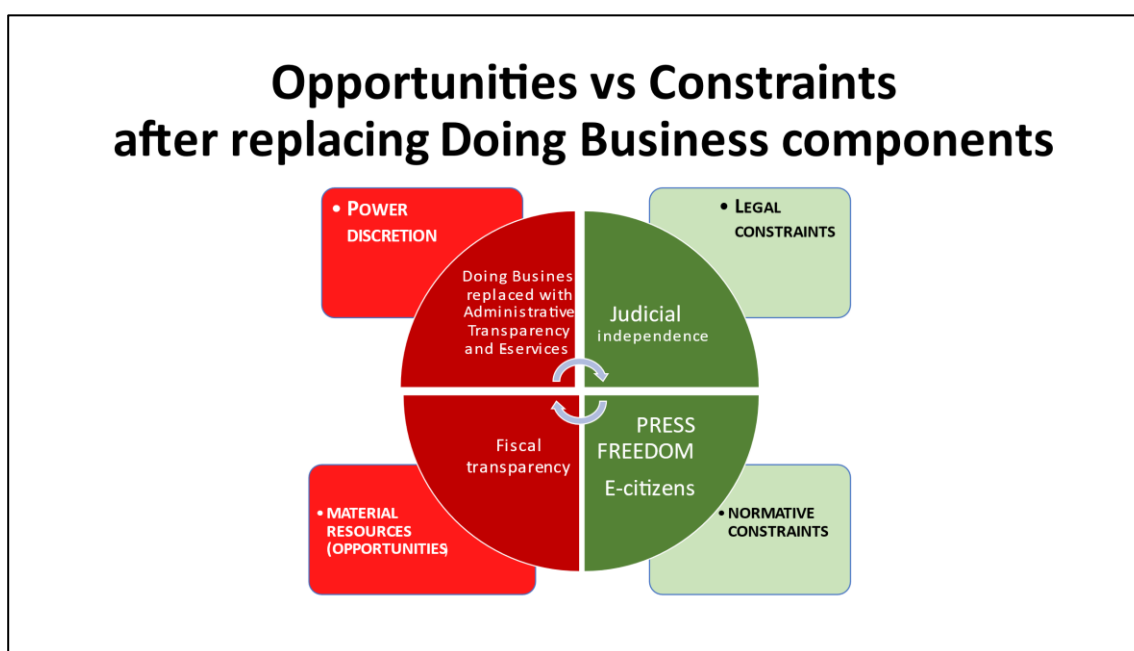 Opportunities vs Constraints
after replacing Doing Business components
• POWER
DISCRETION
• LEGAL
CONSTRAINTS
Doing Busines
replaced with
Administrative
Transparency
and Eservices
Judicial
independence
Fiscal
transparency
PRESS
FREEDOM
E-citizens
• MATERIAL
RESOURCES
(OPPORTUNITIES)
• NORMATIVE
CONSTRAINTS